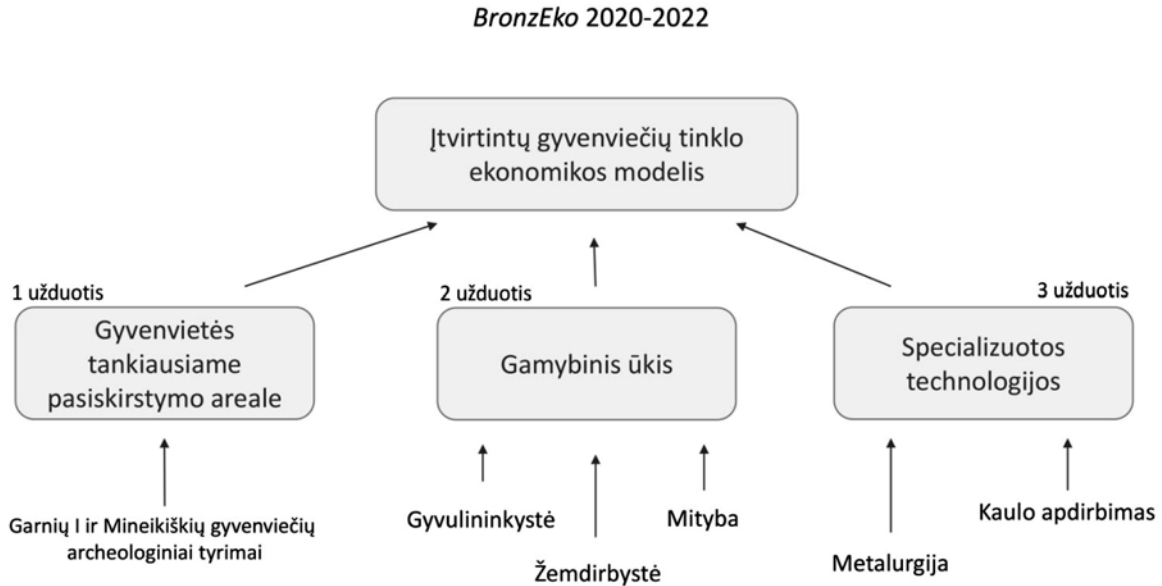 BronzEko 2020-2022
Įtvirtintų gyvenviečių tinklo
ekonomikos modelis
1 užduotis
Gyvenvietės
tankiausiame
pasiskirstymo areale
Garnių I ir Mineikiškių gyvenviečių
archeologiniai tyrimai
2 užduotis
Gamybinis ūkis
Gyvulininkystė
Žemdirbystė
Mityba
3 užduotis
Specializuotos
technologijos
Metalurgija
Kaulo apdirbimas